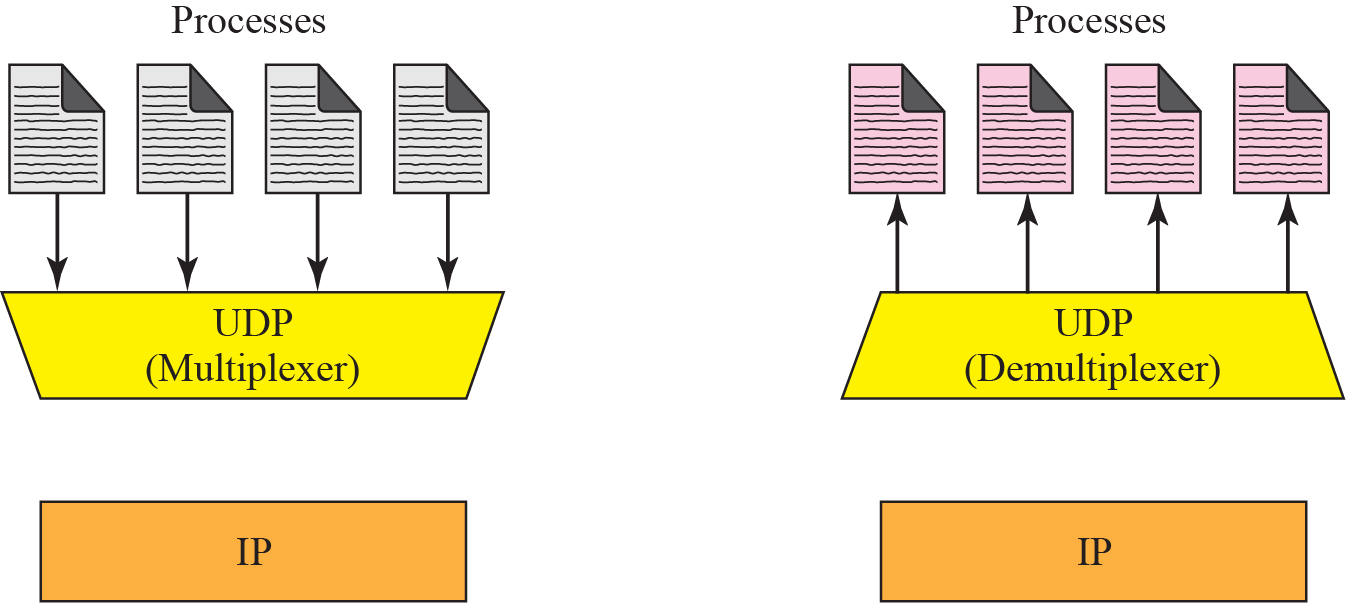 Processes
UDP
(Multiplexer)
IP
Processes
UDP
(Demultiplexer)
IP